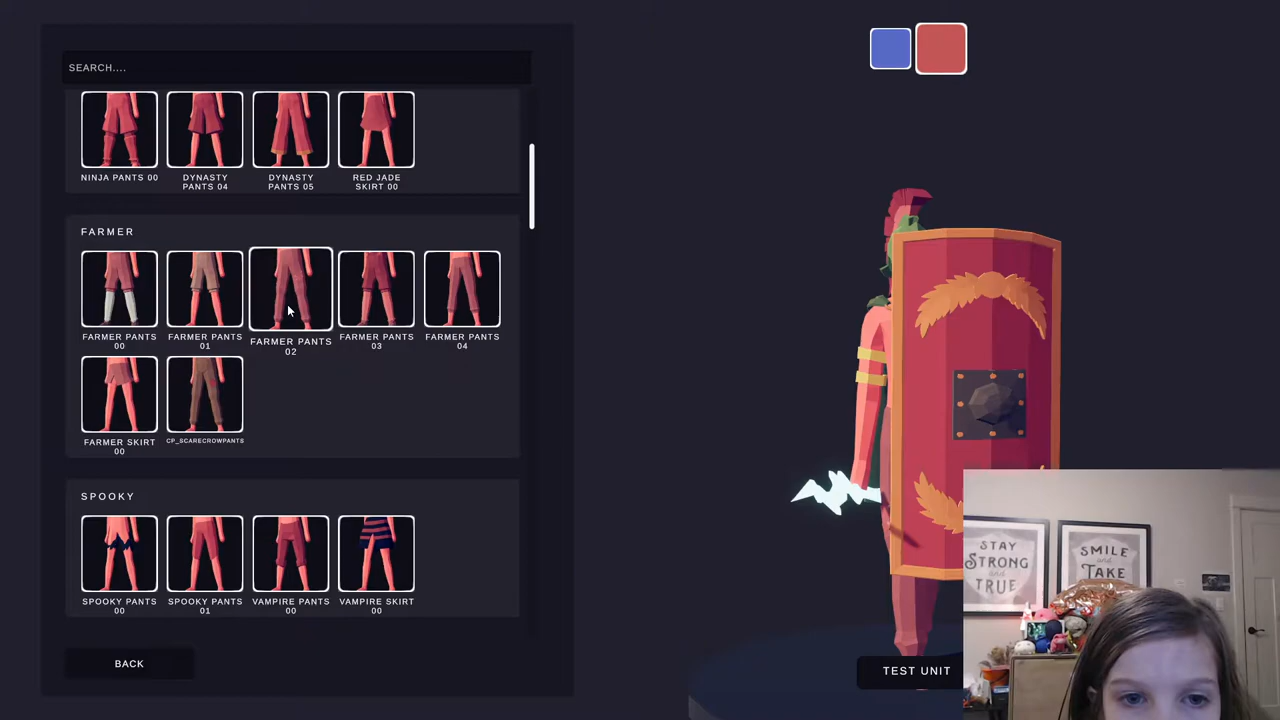 SEARCH....
NINJA PANTS 00
DYNASTY
PANTS 04
DYNASTY
PANTS 05
RED JADE
SKIRT 00
FARMER
FARMER PANTS
00
FARMER PANTS
01
FARMER PANTS
02
FARMER PANTS
03
FARMER PANTS
04
FARMER SKIRT
00
CP_SCARECROWPANTS
SPOOKY
SPOOKY PANTS
00
SPOOKY PANTS
01
VAMPIRE PANTS
00
VAMPIRE SKIRT
00
BACK
TEST UNIT
STAY
STRONG
and
TRUE
SMILE
and
TAKE